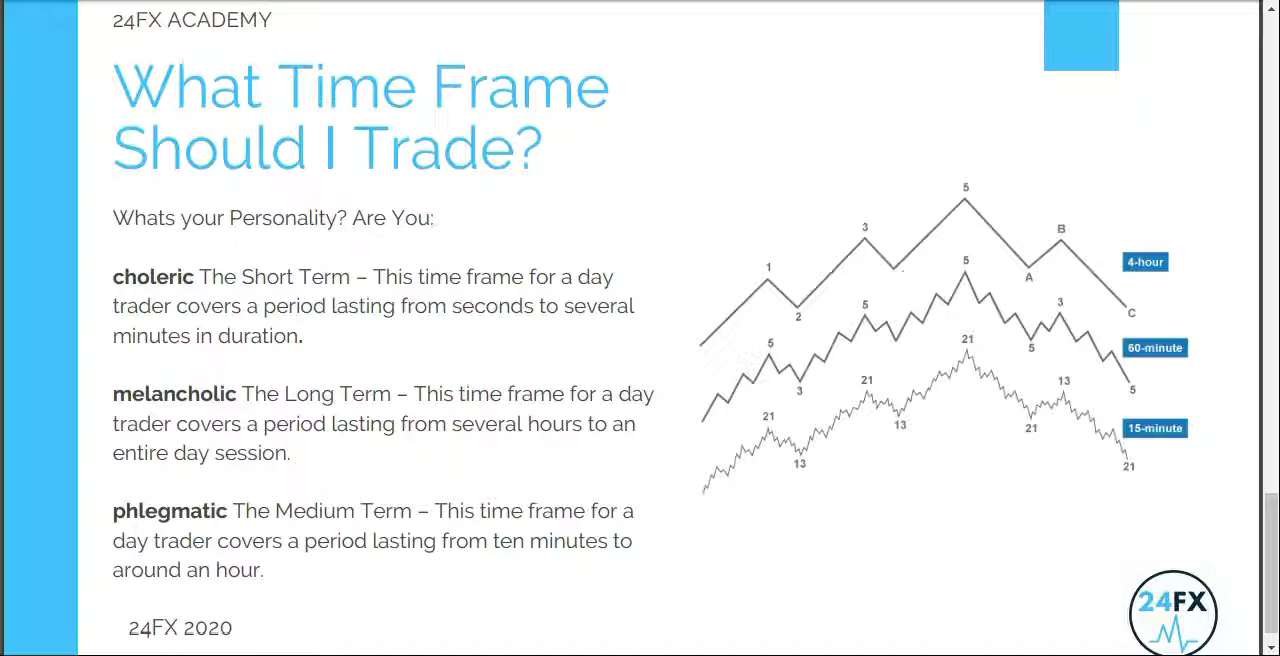 24FX ACADEMY
What Time Frame
Should I Trade?
Whats your Personality? Are You:
choleric The Short Term – This time frame for a day
trader covers a period lasting from seconds to several
minutes in duration.
melancholic The Long Term – This time frame for a day
trader covers a period lasting from several hours to an
entire day session.
phlegmatic The Medium Term – This time frame for a
day trader covers a period lasting from ten minutes to
around an hour.
24FX 2020
5
3
B
1
4-hour
A
2
C
5
5
3
5
60-minute
5
3
5
21
21
13
21
13
21
15-minute
13
21
24FX